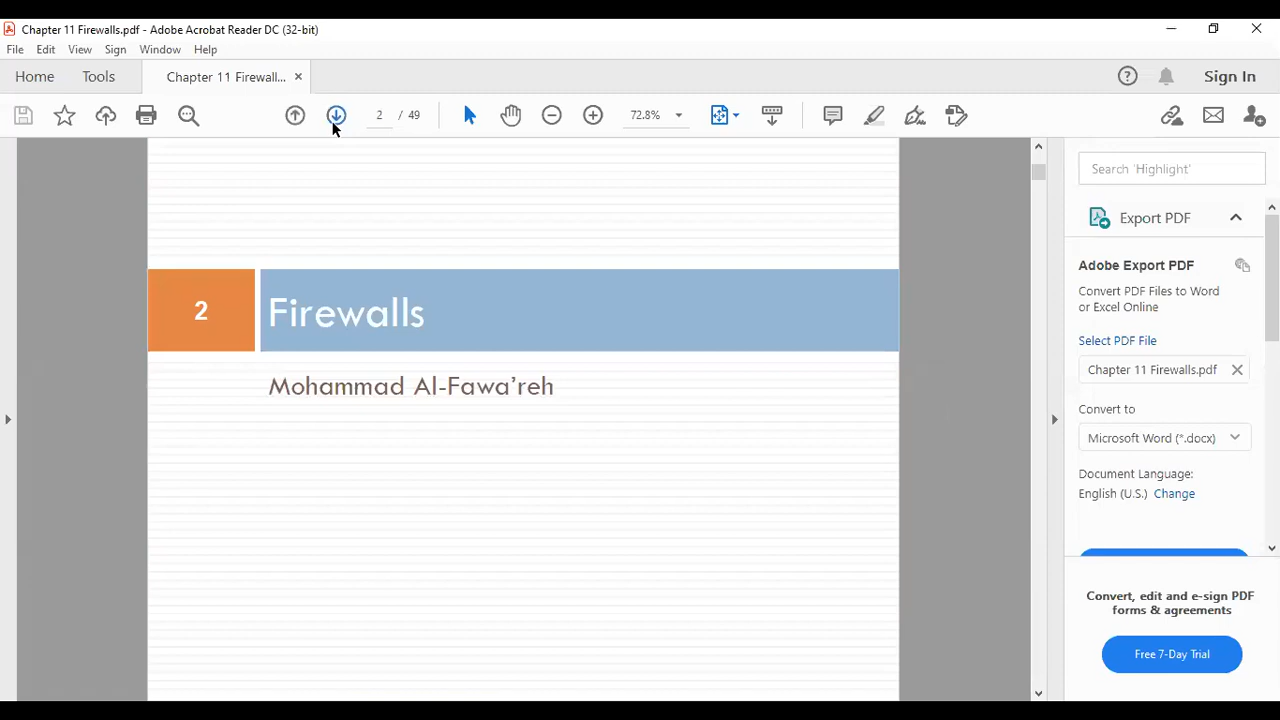 Chapter 11 Firewalls.pdf - Adobe Acrobat Reader DC (32-bit)
File Edit View Sign Window Help
Home Tools Chapter 11 Firewall... × Sign In
2 / 49 72.8%
Search 'Highlight'
Export PDF
Adobe Export PDF
Convert PDF Files to Word
or Excel Online
Select PDF File
Chapter 11 Firewalls.pdf
Convert to
Microsoft Word (*.docx)
Document Language:
English (U.S.) Change
Convert, edit and e-sign PDF
forms & agreements
Free 7-Day Trial
2 Firewalls
Mohammad Al-Fawa’reh